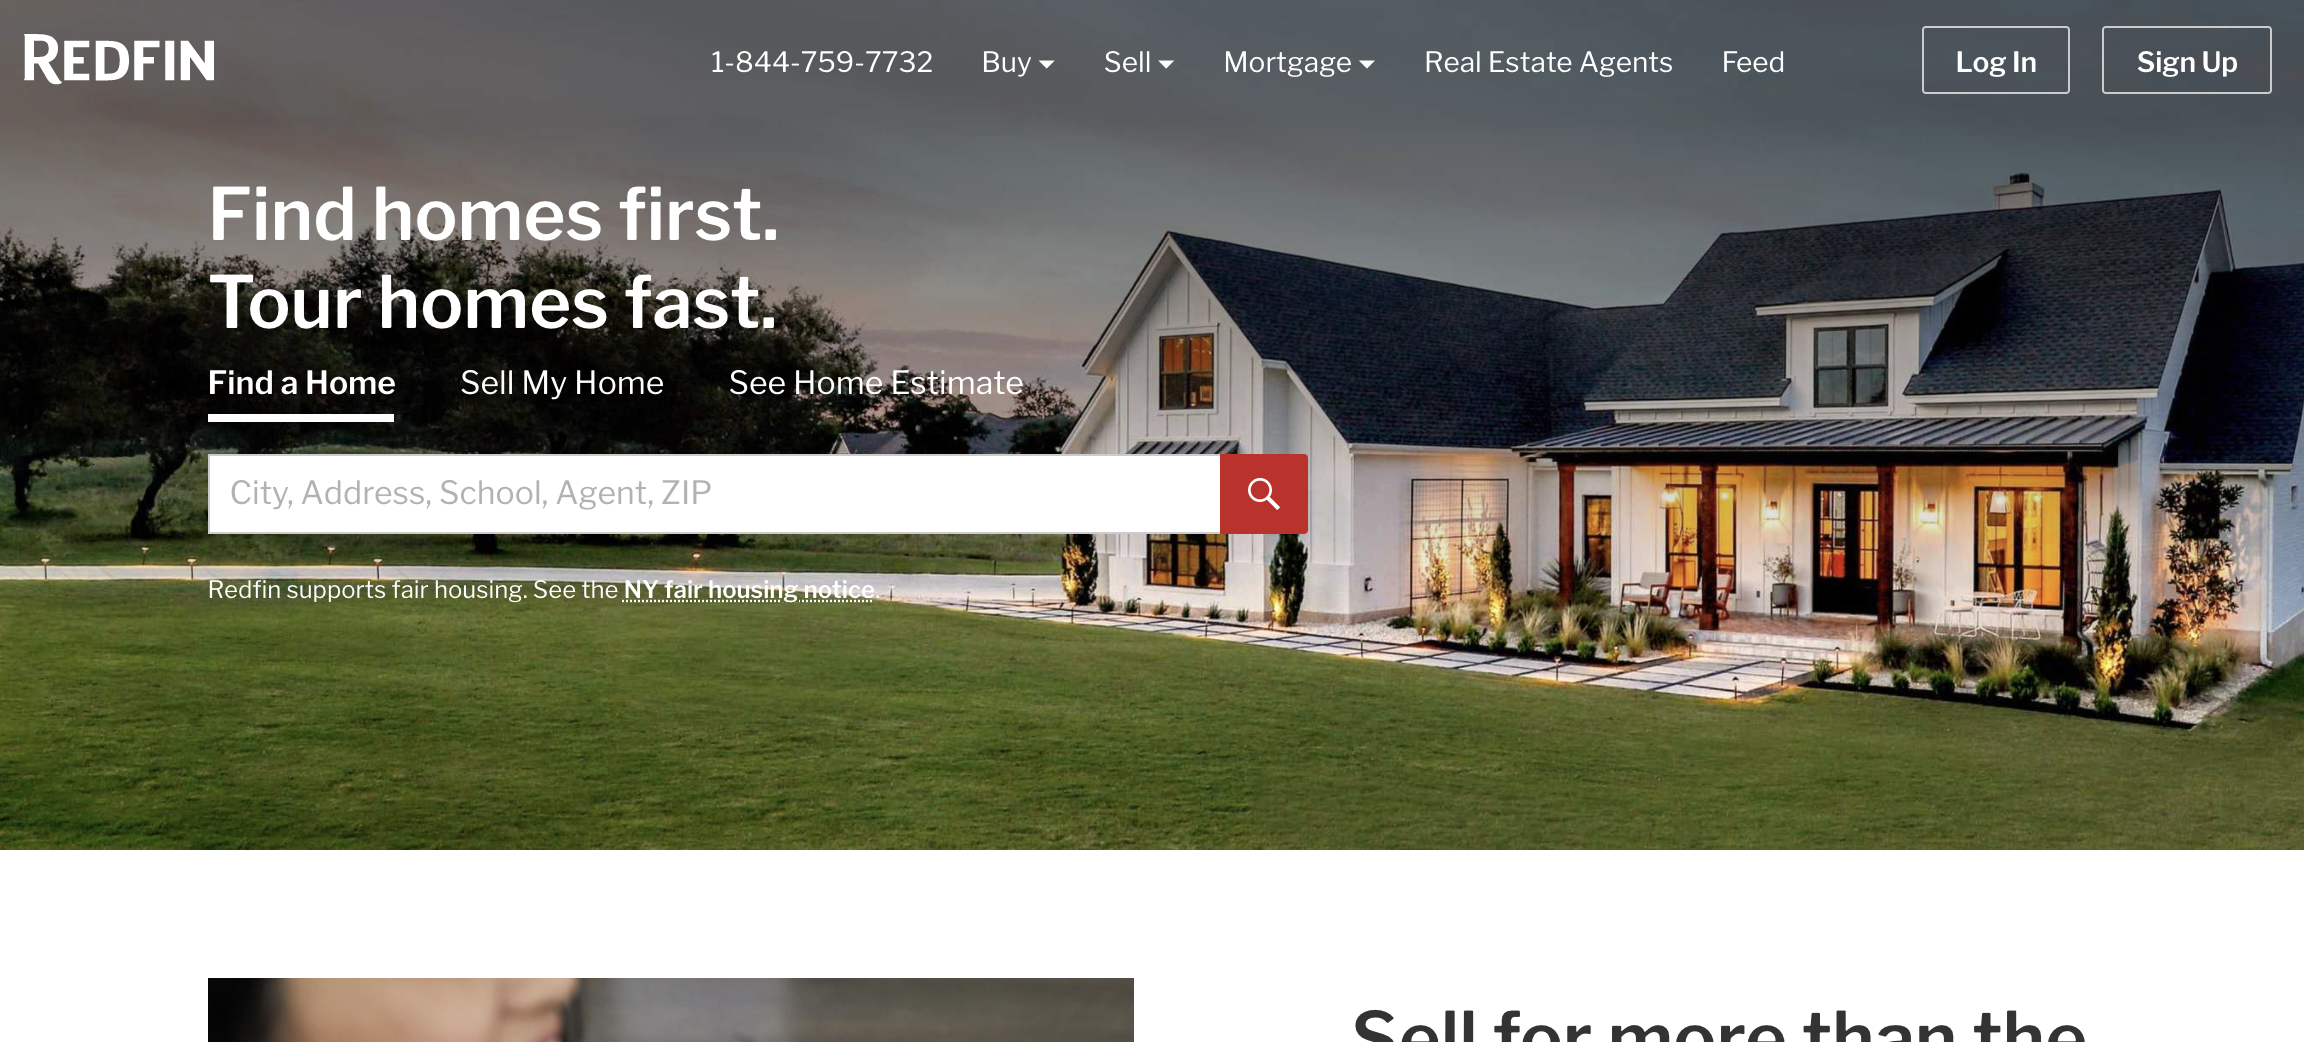 REDFIN
1-844-759-7732 Buy Sell Mortgage Real Estate Agents Feed Log In Sign Up
Find homes first.
Tour homes fast.
Find a Home Sell My Home See Home Estimate
City, Address, School, Agent, ZIP
Redfin supports fair housing. See the NY fair housing notice.
Sell for more than the